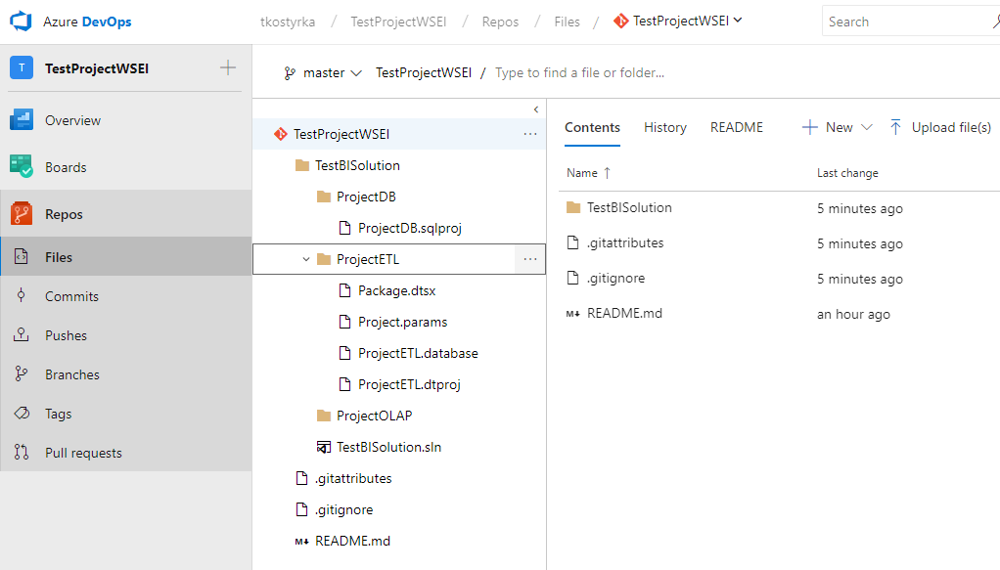 Azure DevOps
tkostyrka / TestProjectWSEI / Repos / Files / TestProjectWSEI
Search
T TestProjectWSEI
Overview
Boards
Repos
Files
Commits
Pushes
Branches
Tags
Pull requests
master TestProjectWSEI / Type to find a file or folder...
TestProjectWSEI ...
TestBISolution
ProjectDB
ProjectDB.sqlproj
ProjectETL ...
Package.dtsx
Project.params
ProjectETL.database
ProjectETL.dtproj
ProjectOLAP
TestBISolution.sln
.gitattributes
.gitignore
M↓ README.md
Contents History README New Upload file(s)
Name ↑ Last change
TestBISolution 5 minutes ago
.gitattributes 5 minutes ago
.gitignore 5 minutes ago
M↓ README.md an hour ago